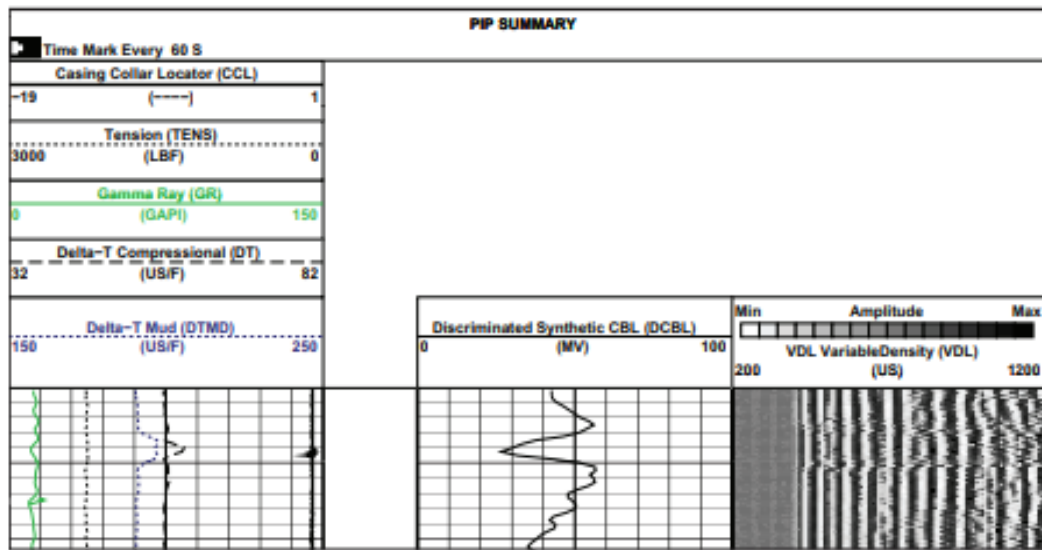 PIP SUMMARY
Time Mark Every 60 S
Casing Collar Locator (CCL)
−19 (----) 1
Tension (TENS)
3000 (LBF) 0
Gamma Ray (GR)
0 (GAPI) 150
Delta−T Compressional (DT)
32 (US/F) 82
Delta−T Mud (DTMD)
150 (US/F) 250
Discriminated Synthetic CBL (DCBL)
0 (MV) 100
Min Amplitude Max
VDL VariableDensity (VDL)
200 (US) 1200